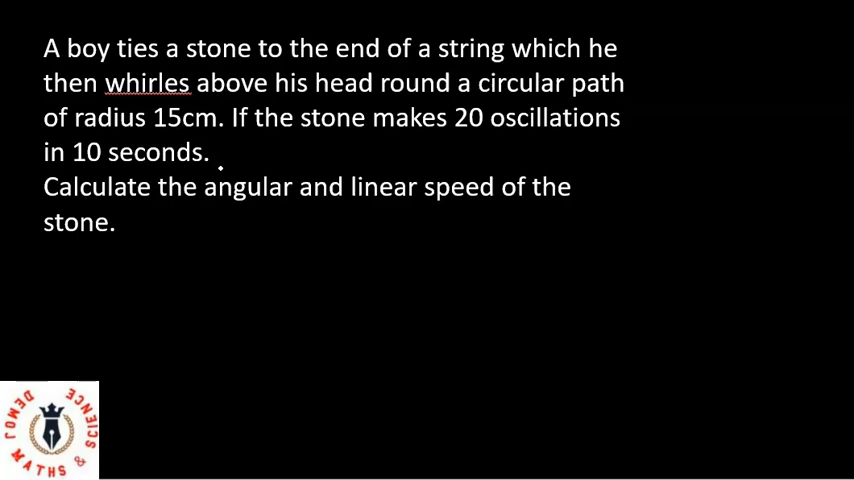 A boy ties a stone to the end of a string which he
then whirles above his head round a circular path
of radius 15cm. If the stone makes 20 oscillations
in 10 seconds.
Calculate the angular and linear speed of the
stone.
DEMOJ MATHS & SCIENCE